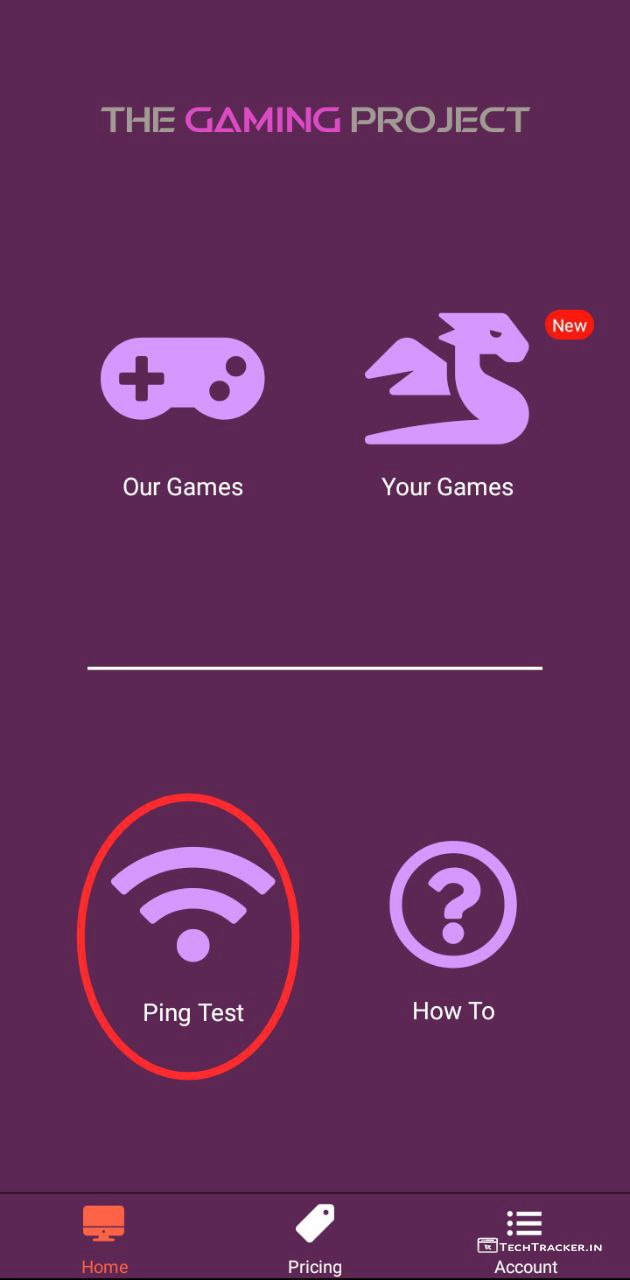 THE GAMING PROJECT
New
Our Games
Your Games
Ping Test
How To
TechTracker.in
Home
Pricing
Account